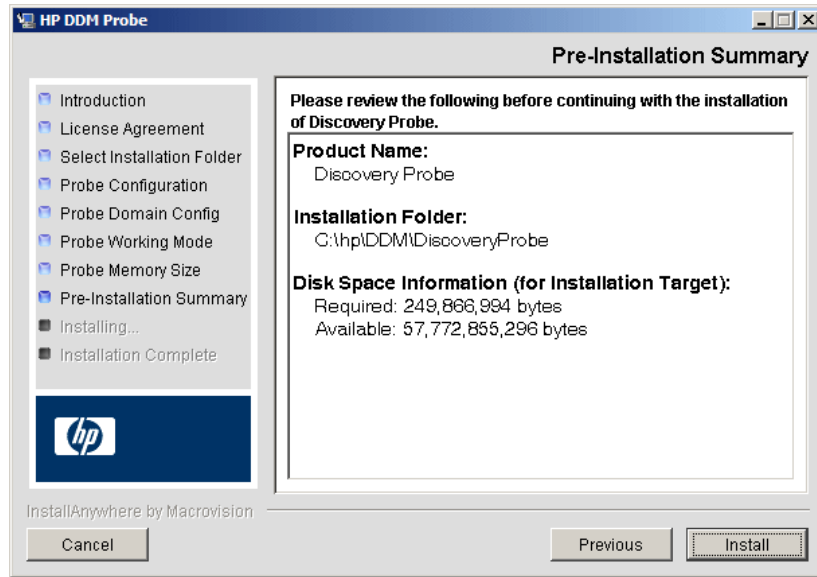 HP DDM Probe
Pre-Installation Summary
Introduction
License Agreement
Select Installation Folder
Probe Configuration
Probe Domain Config
Probe Working Mode
Probe Memory Size
Pre-Installation Summary
Installing...
Installation Complete
Please review the following before continuing with the installation
of Discovery Probe.
Product Name:
Discovery Probe
Installation Folder:
C:\hp\DDM\DiscoveryProbe
Disk Space Information (for Installation Target):
Required: 249,866,994 bytes
Available: 57,772,855,296 bytes
hp
InstallAnywhere by Macrovision
Cancel
Previous
Install